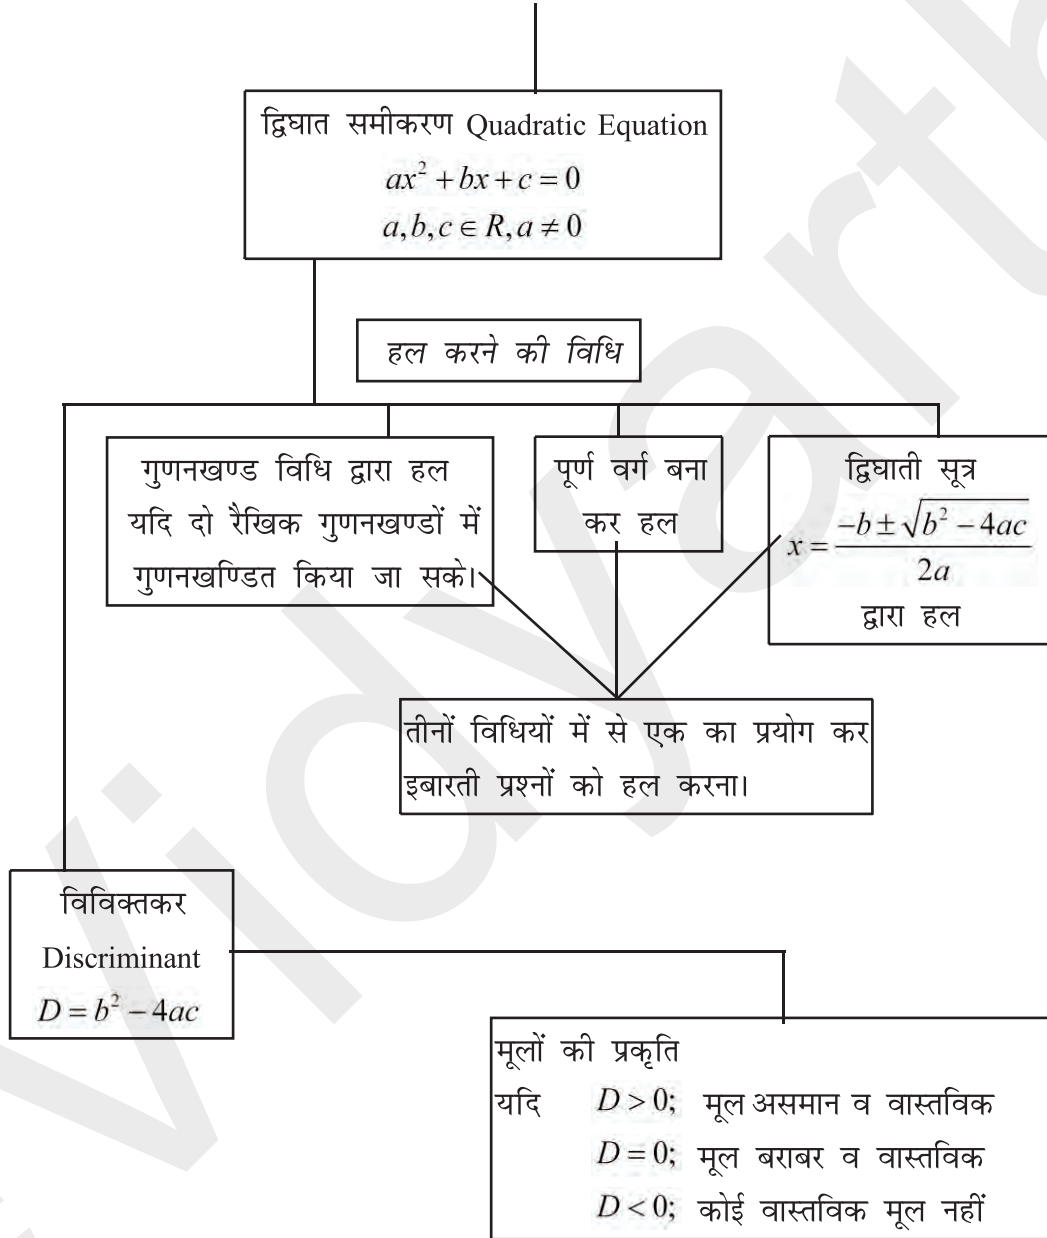 द्विघात समीकरण Quadratic Equation
ax² + bx + c = 0
a, b, c ∈ R, a ≠ 0
हल करने की विधि
गुणनखण्ड विधि द्वारा हल
यदि दो रैखिक गुणनखण्डों में
गुणनखण्डित किया जा सके।
पूर्ण वर्ग बना
कर हल
द्विघाती सूत्र
x = (-b ± √(b² - 4ac)) / 2a
द्वारा हल
तीनों विधियों में से एक का प्रयोग कर
इबारती प्रश्नों को हल करना।
विविक्तकर
Discriminant
D = b² - 4ac
मूलों की प्रकृति
यदि D > 0; मूल असमान व वास्तविक
D = 0; मूल बराबर व वास्तविक
D < 0; कोई वास्तविक मूल नहीं